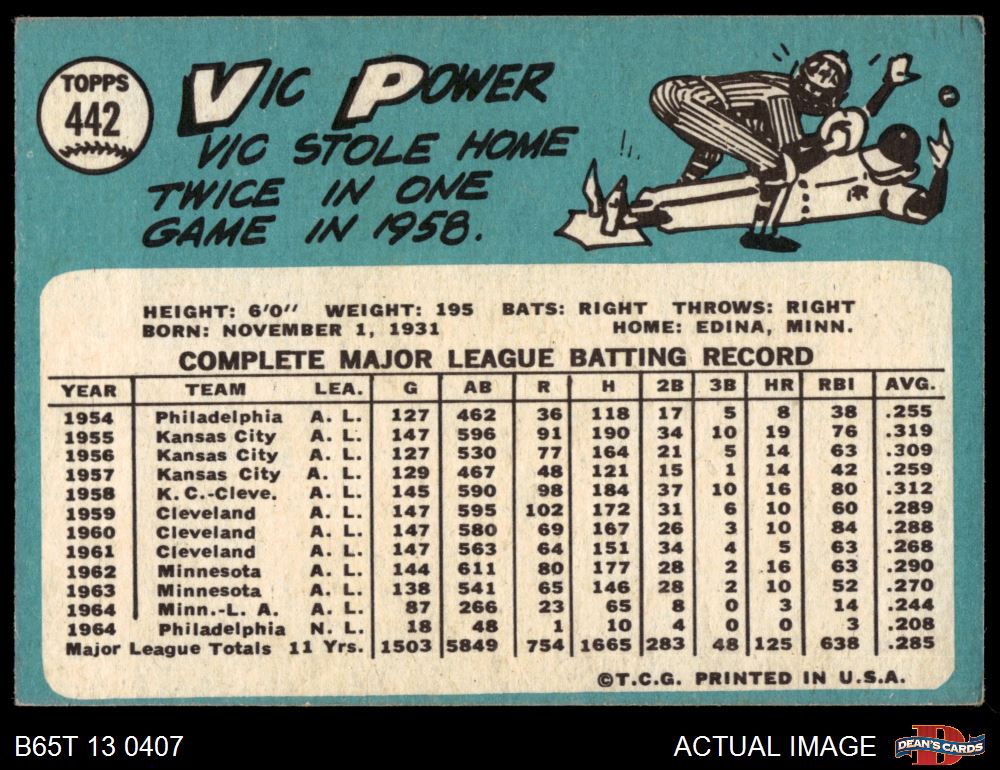 TOPPS
442
VIC POWER
VIC STOLE HOME
TWICE IN ONE
GAME IN 1958.
HEIGHT: 6'0" WEIGHT: 195 BATS: RIGHT THROWS: RIGHT
BORN: NOVEMBER 1, 1931 HOME: EDINA, MINN.
COMPLETE MAJOR LEAGUE BATTING RECORD
YEAR TEAM LEA. G AB R H 2B 3B HR RBI AVG.
1954 Philadelphia A. L. 127 462 36 118 17 5 8 38 .255
1955 Kansas City A. L. 147 596 91 190 34 10 19 76 .319
1956 Kansas City A. L. 127 530 77 164 21 5 14 63 .309
1957 Kansas City A. L. 129 467 48 121 15 1 14 42 .259
1958 K. C.-Cleve. A. L. 145 590 98 184 37 10 16 80 .312
1959 Cleveland A. L. 147 595 102 172 31 6 10 60 .289
1960 Cleveland A. L. 147 580 69 167 26 3 10 84 .288
1961 Cleveland A. L. 147 563 64 151 34 4 5 63 .268
1962 Minnesota A. L. 144 611 80 177 28 2 16 63 .290
1963 Minnesota A. L. 138 541 65 146 28 2 10 52 .270
1964 Minn.-L. A. A. L. 87 266 23 65 8 0 3 14 .244
1964 Philadelphia N. L. 18 48 1 10 4 0 0 3 .208
Major League Totals 11 Yrs. 1503 5849 754 1665 283 48 125 638 .285
©T.C.G. PRINTED IN U.S.A.
B65T 13 0407
ACTUAL IMAGE
D
DEAN'S CARDS